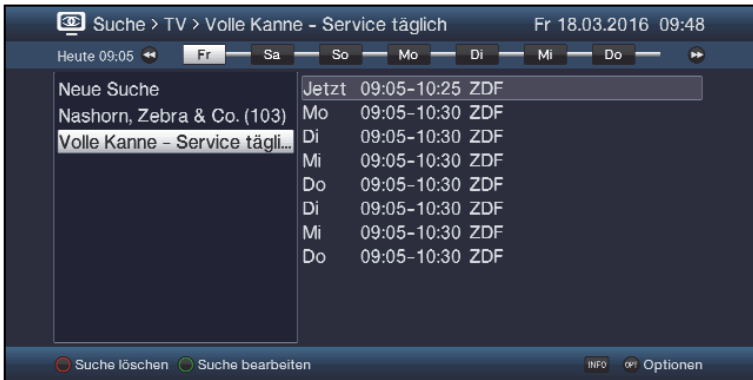 Suche > TV > Volle Kanne - Service täglich Fr 18.03.2016 09:48
Heute 09:05 Fr Sa So Mo Di Mi Do
Neue Suche
Nashorn, Zebra & Co. (103)
Volle Kanne - Service tägli...
Jetzt 09:05-10:25 ZDF
Mo 09:05-10:30 ZDF
Di 09:05-10:30 ZDF
Mi 09:05-10:30 ZDF
Do 09:05-10:30 ZDF
Di 09:05-10:30 ZDF
Mi 09:05-10:30 ZDF
Do 09:05-10:30 ZDF
Suche löschen Suche bearbeiten INFO OPT Optionen